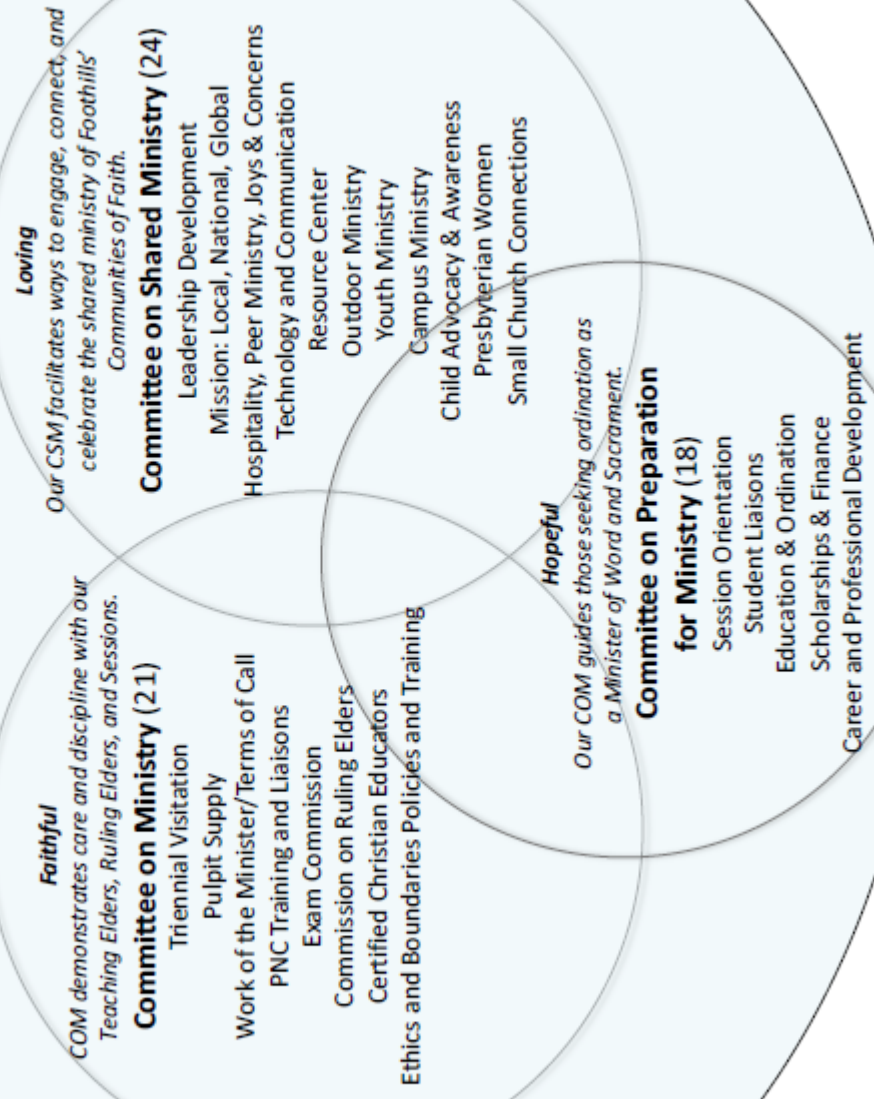 Faithful
COM demonstrates care and discipline with our
Teaching Elders, Ruling Elders, and Sessions.
Committee on Ministry (21)
Triennial Visitation
Pulpit Supply
Work of the Minister/Terms of Call
PNC Training and Liaisons
Exam Commission
Commission on Ruling Elders
Certified Christian Educators
Ethics and Boundaries Policies and Training
Loving
Our CSM facilitates ways to engage, connect, and
celebrate the shared ministry of Foothills'
Communities of Faith.
Committee on Shared Ministry (24)
Leadership Development
Mission: Local, National, Global
Hospitality, Peer Ministry, Joys & Concerns
Technology and Communication
Resource Center
Outdoor Ministry
Youth Ministry
Campus Ministry
Child Advocacy & Awareness
Presbyterian Women
Small Church Connections
Hopeful
Our COM guides those seeking ordination as
a Minister of Word and Sacrament.
Committee on Preparation
for Ministry (18)
Session Orientation
Student Liaisons
Education & Ordination
Scholarships & Finance
Career and Professional Development